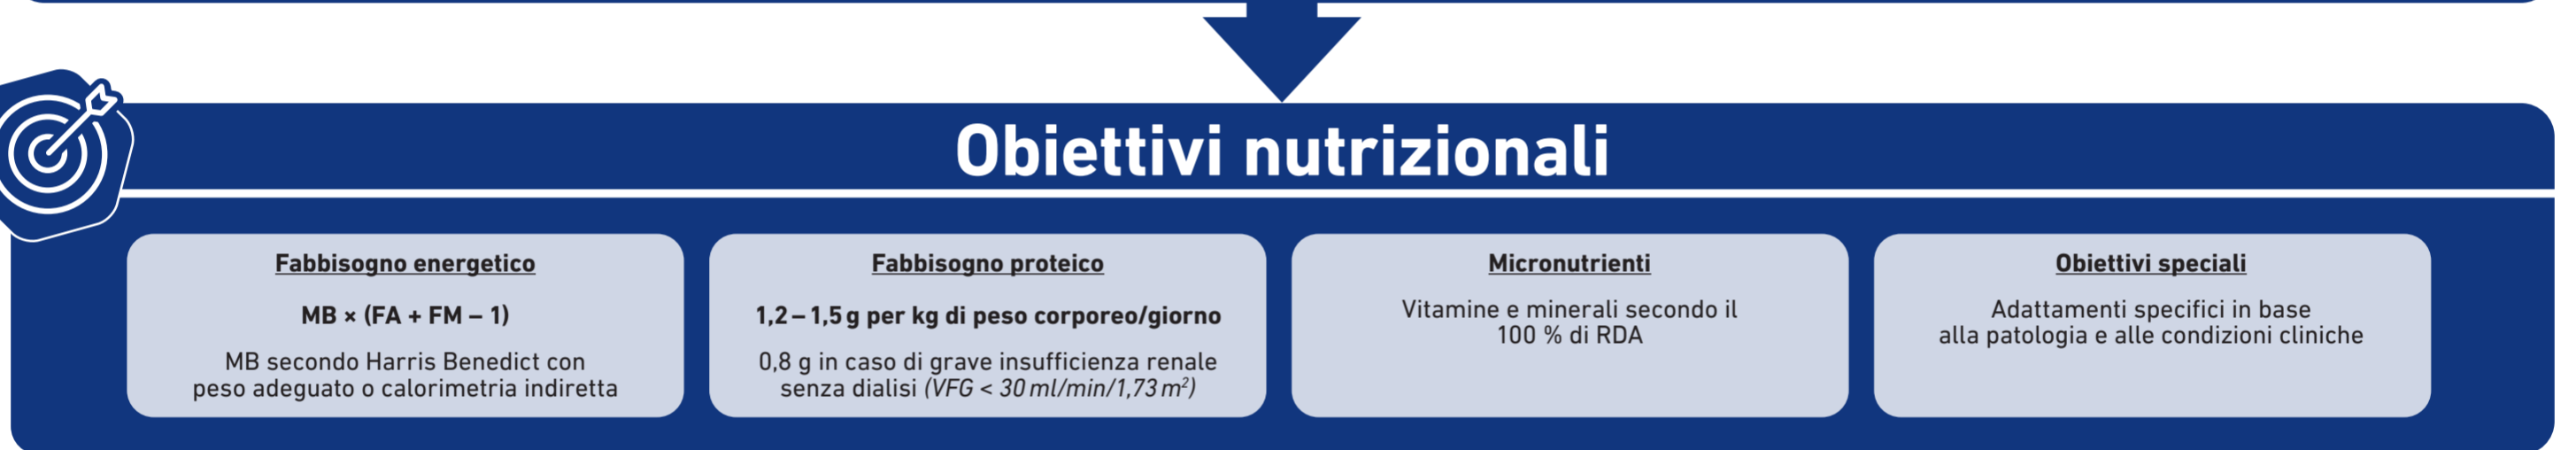 Obiettivi nutrizionali
Fabbisogno energetico
MB × (FA + FM – 1)
MB secondo Harris Benedict con
peso adeguato o calorimetria indiretta
Fabbisogno proteico
1,2 – 1,5 g per kg di peso corporeo/giorno
0,8 g in caso di grave insufficienza renale
senza dialisi (VFG < 30 ml/min/1,73 m²)
Micronutrienti
Vitamine e minerali secondo il
100 % di RDA
Obiettivi speciali
Adattamenti specifici in base
alla patologia e alle condizioni cliniche